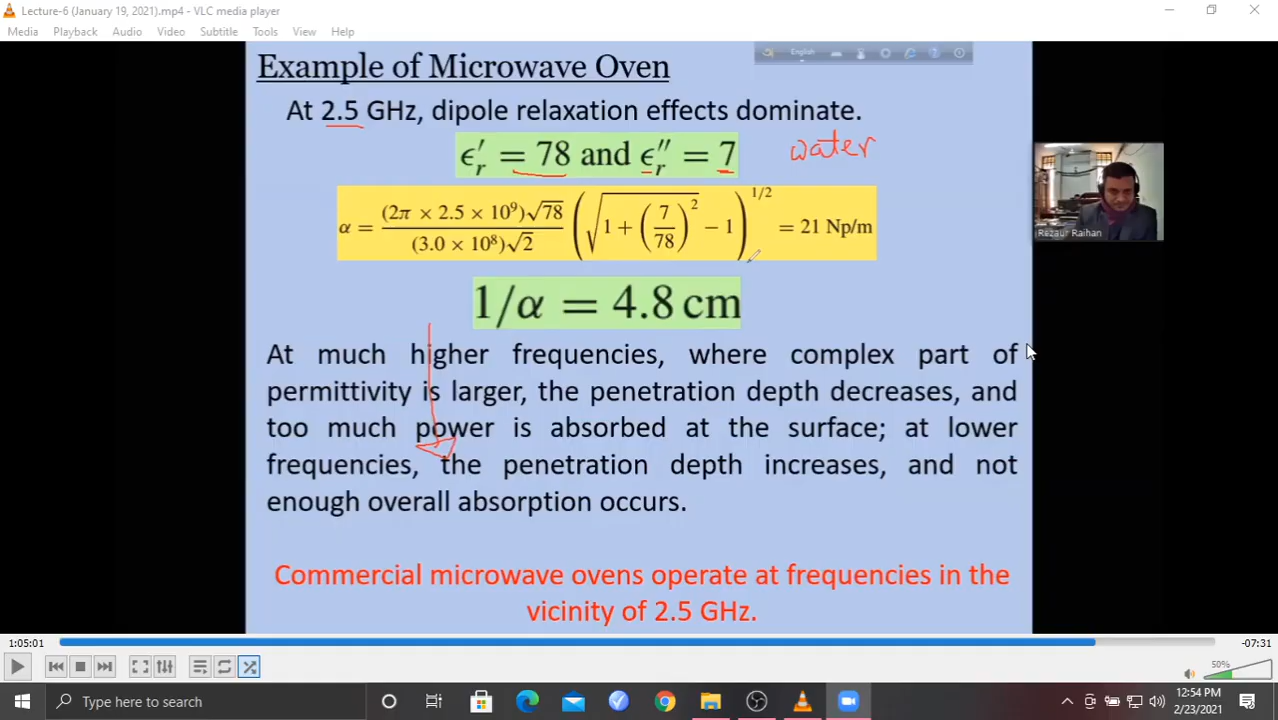 Lecture-6 (January 19, 2021).mp4 - VLC media player
Media Playback Audio Video Subtitle Tools View Help
English
Example of Microwave Oven
At 2.5 GHz, dipole relaxation effects dominate.
ϵ′ᵣ = 78 and ϵ″ᵣ = 7
water
α = (2π × 2.5 × 10⁹)√78 / (3.0 × 10⁸)√2 (√(1 + (7/78)²) − 1)^1/2 = 21 Np/m
Rezaur Raihan
1/α = 4.8 cm
At much higher frequencies, where complex part of
permittivity is larger, the penetration depth decreases, and
too much power is absorbed at the surface; at lower
frequencies, the penetration depth increases, and not
enough overall absorption occurs.
Commercial microwave ovens operate at frequencies in the
vicinity of 2.5 GHz.
1:05:01 -07:31
50%
Type here to search
12:54 PM
2/23/2021